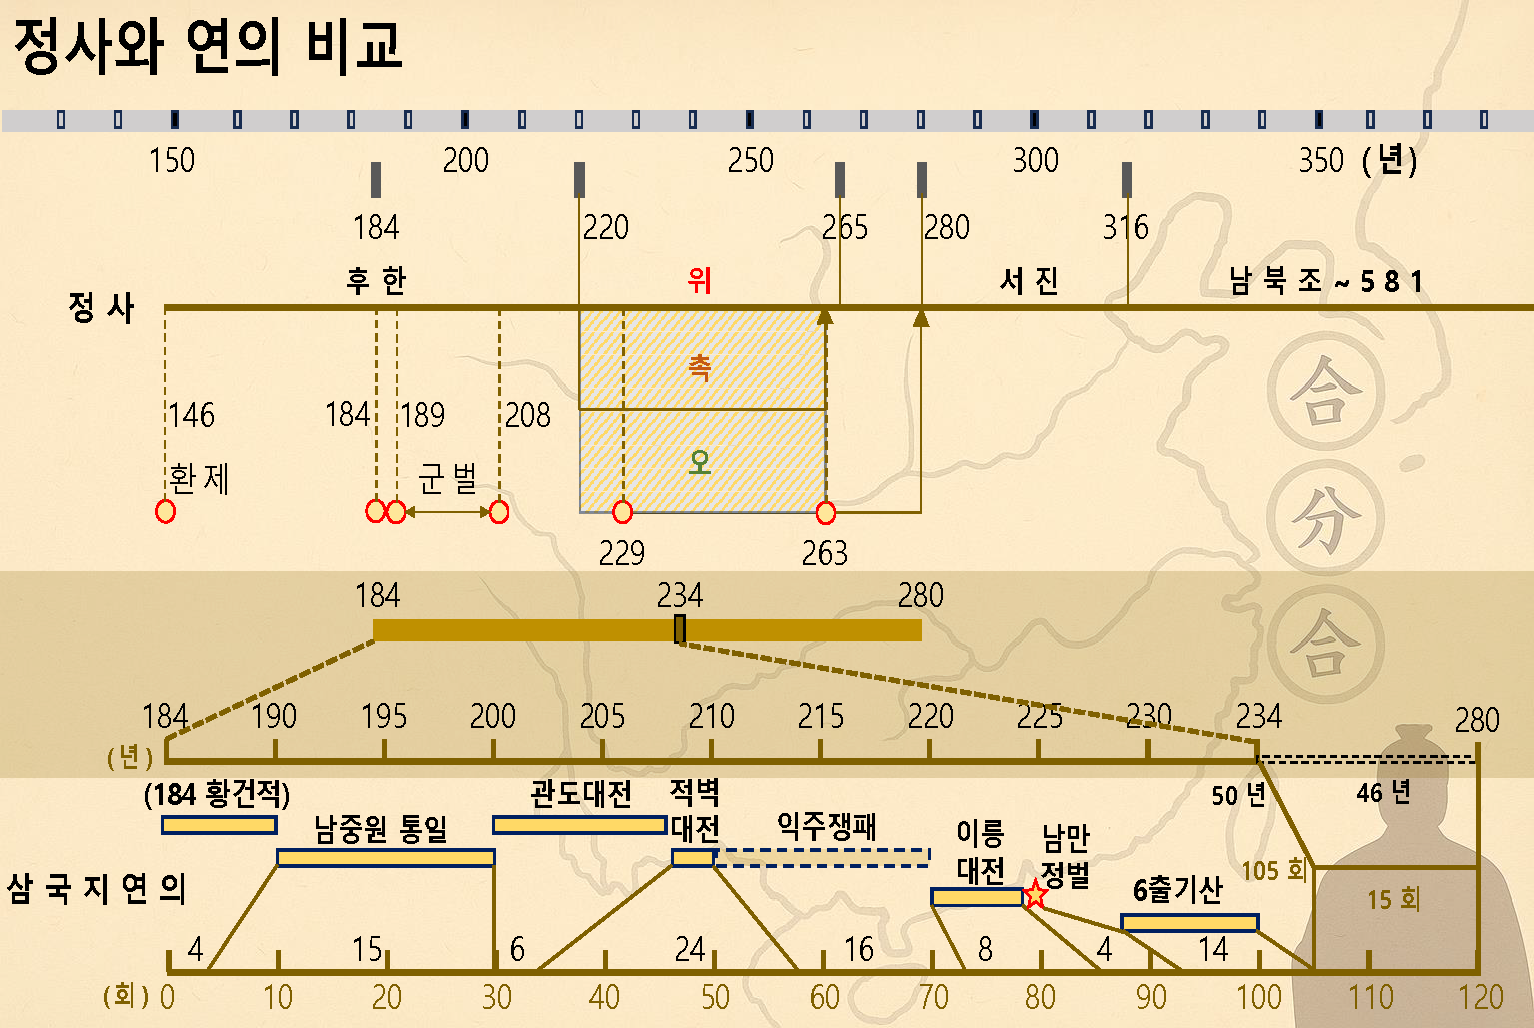 정사와 연의 비교
150 200 250 300 350 (년)
184 220 265 280 316
후 한 위 서 진 남 북 조 ~ 5 8 1
정 사
촉
合
146 184 189 208
환 제 군 벌 오
分
229 263
184 234 280
合
184 190 195 200 205 210 215 220 225 230 234 280
(년)
(184 황건적) 관도대전 적벽
대전
50 년 46 년
남중원 통일 익주쟁패 이릉
대전
남만
정벌
105 회
삼 국 지 연 의 6출기산 15 회
4 15 6 24 16 8 4 14
(회) 0 10 20 30 40 50 60 70 80 90 100 110 120